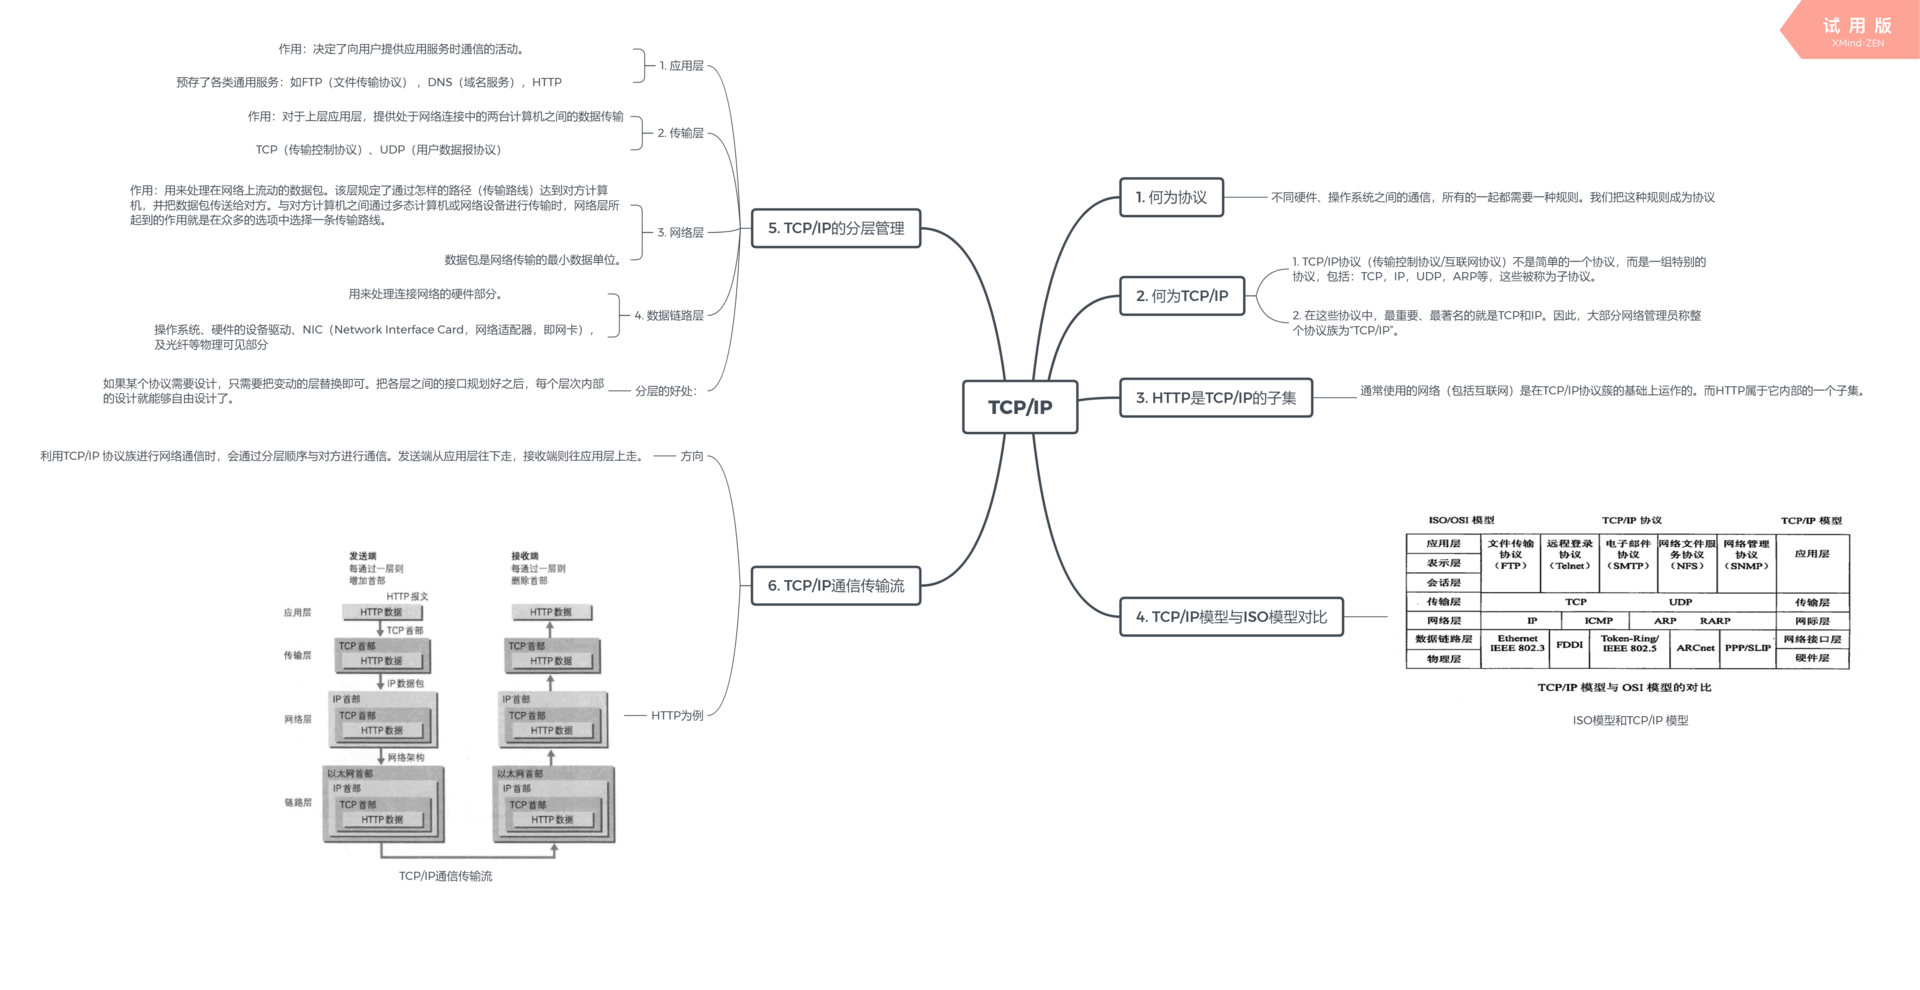 试用版
XMind:ZEN
TCP/IP
1. 何为协议
不同硬件、操作系统之间的通信，所有的一起都需要一种规则。我们把这种规则成为协议
2. 何为TCP/IP
1. TCP/IP协议（传输控制协议/互联网协议）不是简单的一个协议，而是一组特别的
协议，包括：TCP，IP，UDP，ARP等，这些被称为子协议。
2. 在这些协议中，最重要、最著名的就是TCP和IP。因此，大部分网络管理员称整
个协议族为“TCP/IP”。
3. HTTP是TCP/IP的子集
通常使用的网络（包括互联网）是在TCP/IP协议簇的基础上运作的。而HTTP属于它内部的一个子集。
4. TCP/IP模型与ISO模型对比
ISO/OSI 模型 TCP/IP 协议 TCP/IP 模型
应用层 文件传输 远程登录 电子邮件 网络文件服 网络管理 应用层
协议 协议 协议 务协议 协议
表示层 （FTP） （Telnet） （SMTP） （NFS） （SNMP）
会话层
传输层 TCP UDP 传输层
网络层 IP ICMP ARP RARP 网际层
数据链路层 Ethernet FDDI Token-Ring/ ARCnet PPP/SLIP 网络接口层
IEEE 802.3 IEEE 802.5
物理层 硬件层
TCP/IP 模型与 OSI 模型的对比
ISO模型和TCP/IP 模型
5. TCP/IP的分层管理
1. 应用层
作用：决定了向用户提供应用服务时通信的活动。
预存了各类通用服务：如FTP（文件传输协议），DNS（域名服务），HTTP
2. 传输层
作用：对于上层应用层，提供处于网络连接中的两台计算机之间的数据传输
TCP（传输控制协议）、UDP（用户数据报协议）
3. 网络层
作用：用来处理在网络上流动的数据包。该层规定了通过怎样的路径（传输路线）达到对方计算
机，并把数据包传送给对方。与对方计算机之间通过多态计算机或网络设备进行传输时，网络层所
起到的作用就是在众多的选项中选择一条传输路线。
数据包是网络传输的最小数据单位。
4. 数据链路层
用来处理连接网络的硬件部分。
操作系统、硬件的设备驱动、NIC（Network Interface Card，网络适配器，即网卡），
及光纤等物理可见部分
分层的好处：
如果某个协议需要设计，只需要把变动的层替换即可。把各层之间的接口规划好之后，每个层次内部
的设计就能够自由设计了。
6. TCP/IP通信传输流
方向
利用TCP/IP 协议族进行网络通信时，会通过分层顺序与对方进行通信。发送端从应用层往下走，接收端则往应用层上走。
HTTP为例
发送端 接收端
每通过一层则 每通过一层则
增加首部 删除首部
HTTP 报文
应用层 HTTP 数据 HTTP 数据
TCP 首部
传输层 TCP 首部 TCP 首部
HTTP 数据 HTTP 数据
IP 数据包
IP 首部 IP 首部
网络层 TCP 首部 TCP 首部
HTTP 数据 HTTP 数据
网络架构
以太网首部 以太网首部
IP 首部 IP 首部
链路层 TCP 首部 TCP 首部
HTTP 数据 HTTP 数据
TCP/IP通信传输流